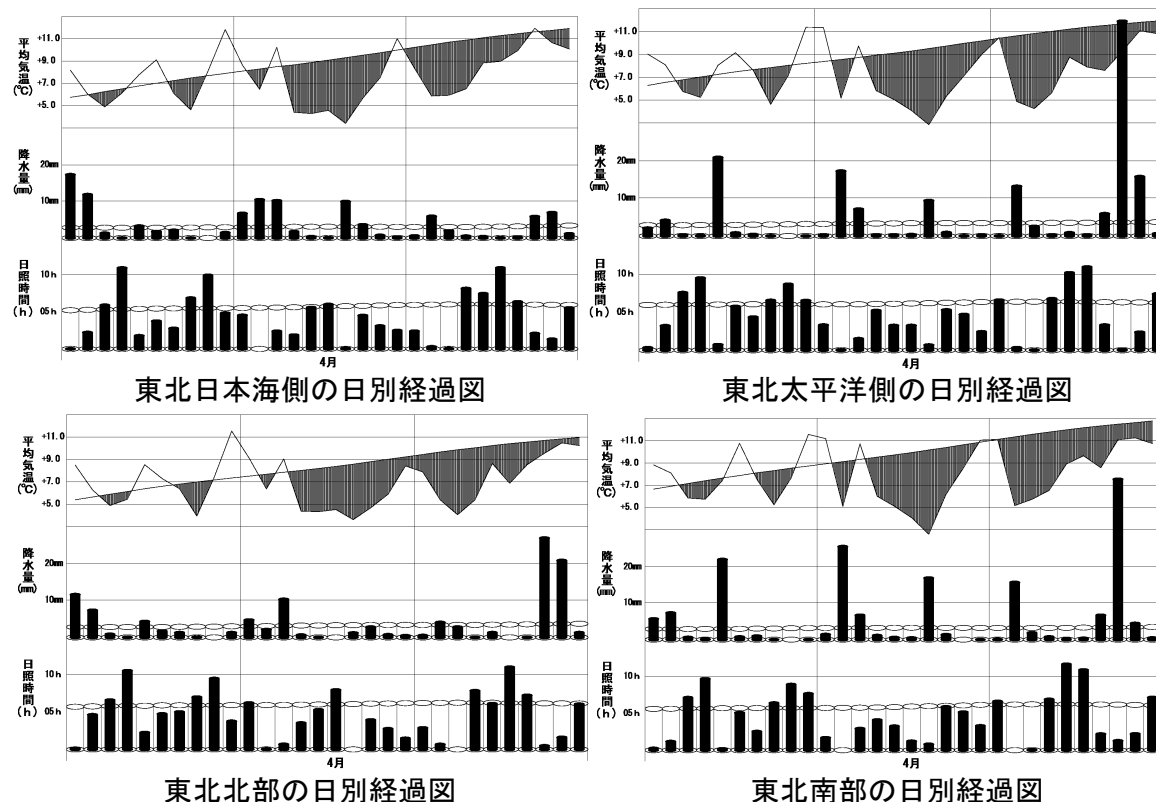 平均気温(℃)
+11.0
+9.0
+7.0
+5.0
降水量(mm)
20mm
10mm
日照時間(h)
10h
05h
4月
東北日本海側の日別経過図
平均気温(℃)
+11.0
+9.0
+7.0
+5.0
降水量(mm)
20mm
10mm
日照時間(h)
10h
05h
4月
東北太平洋側の日別経過図
平均気温(℃)
+11.0
+9.0
+7.0
+5.0
降水量(mm)
20mm
10mm
日照時間(h)
10h
05h
4月
東北北部の日別経過図
平均気温(℃)
+11.0
+9.0
+7.0
+5.0
降水量(mm)
20mm
10mm
日照時間(h)
10h
05h
4月
東北南部の日別経過図